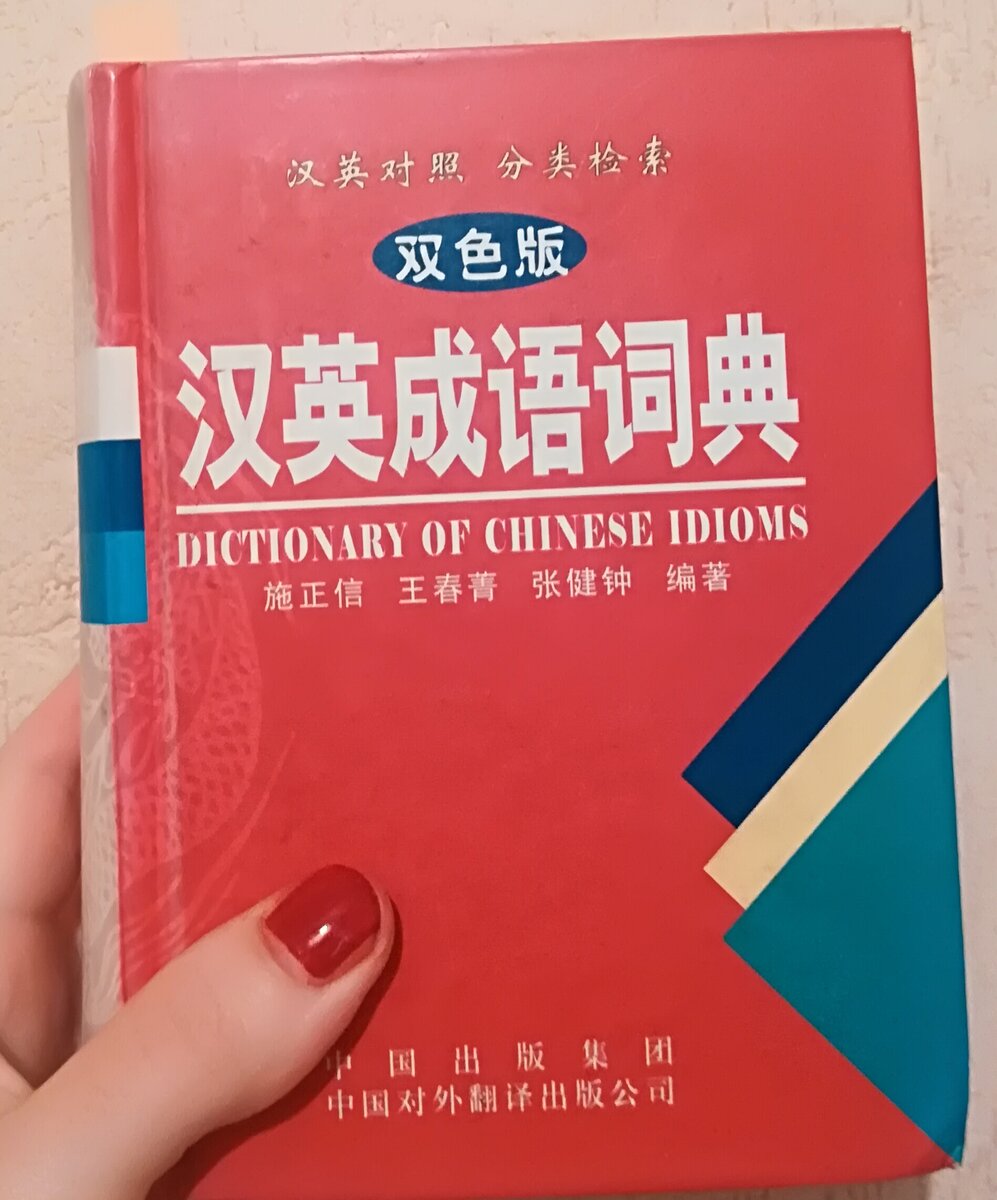 汉英对照 分类检索
双色版
汉英成语词典
DICTIONARY OF CHINESE IDIOMS
施正信 王春菁 张健钟 编著
中国出版集团
中国对外翻译出版公司